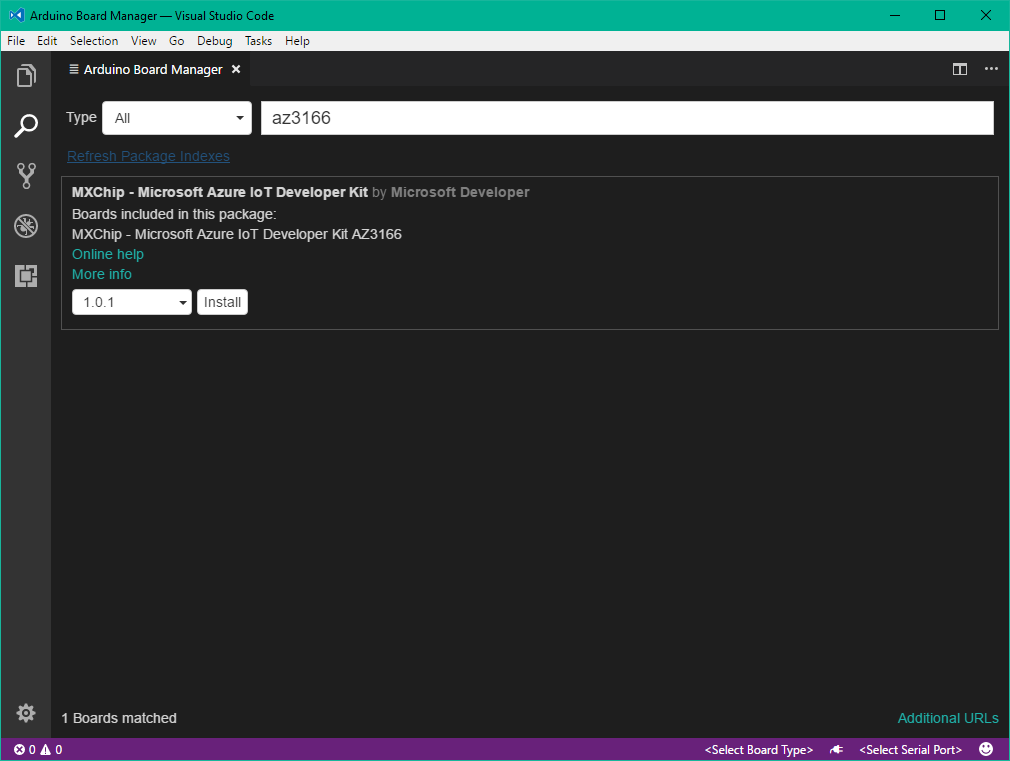 Arduino Board Manager — Visual Studio Code
File Edit Selection View Go Debug Tasks Help
Arduino Board Manager
Type All az3166
Refresh Package Indexes
MXChip - Microsoft Azure IoT Developer Kit by Microsoft Developer
Boards included in this package:
MXChip - Microsoft Azure IoT Developer Kit AZ3166
Online help
More info
1.0.1 Install
1 Boards matched Additional URLs
0 0 <Select Board Type> <Select Serial Port>